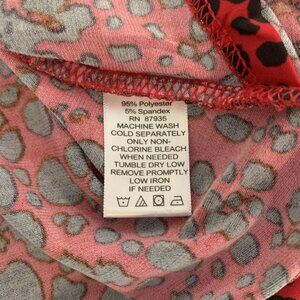 95% Polyester
5% Spandex
RN 87935
MACHINE WASH
COLD SEPARATELY
ONLY NON-
CHLORINE BLEACH
WHEN NEEDED
TUMBLE DRY LOW
REMOVE PROMPTLY
LOW IRON
IF NEEDED